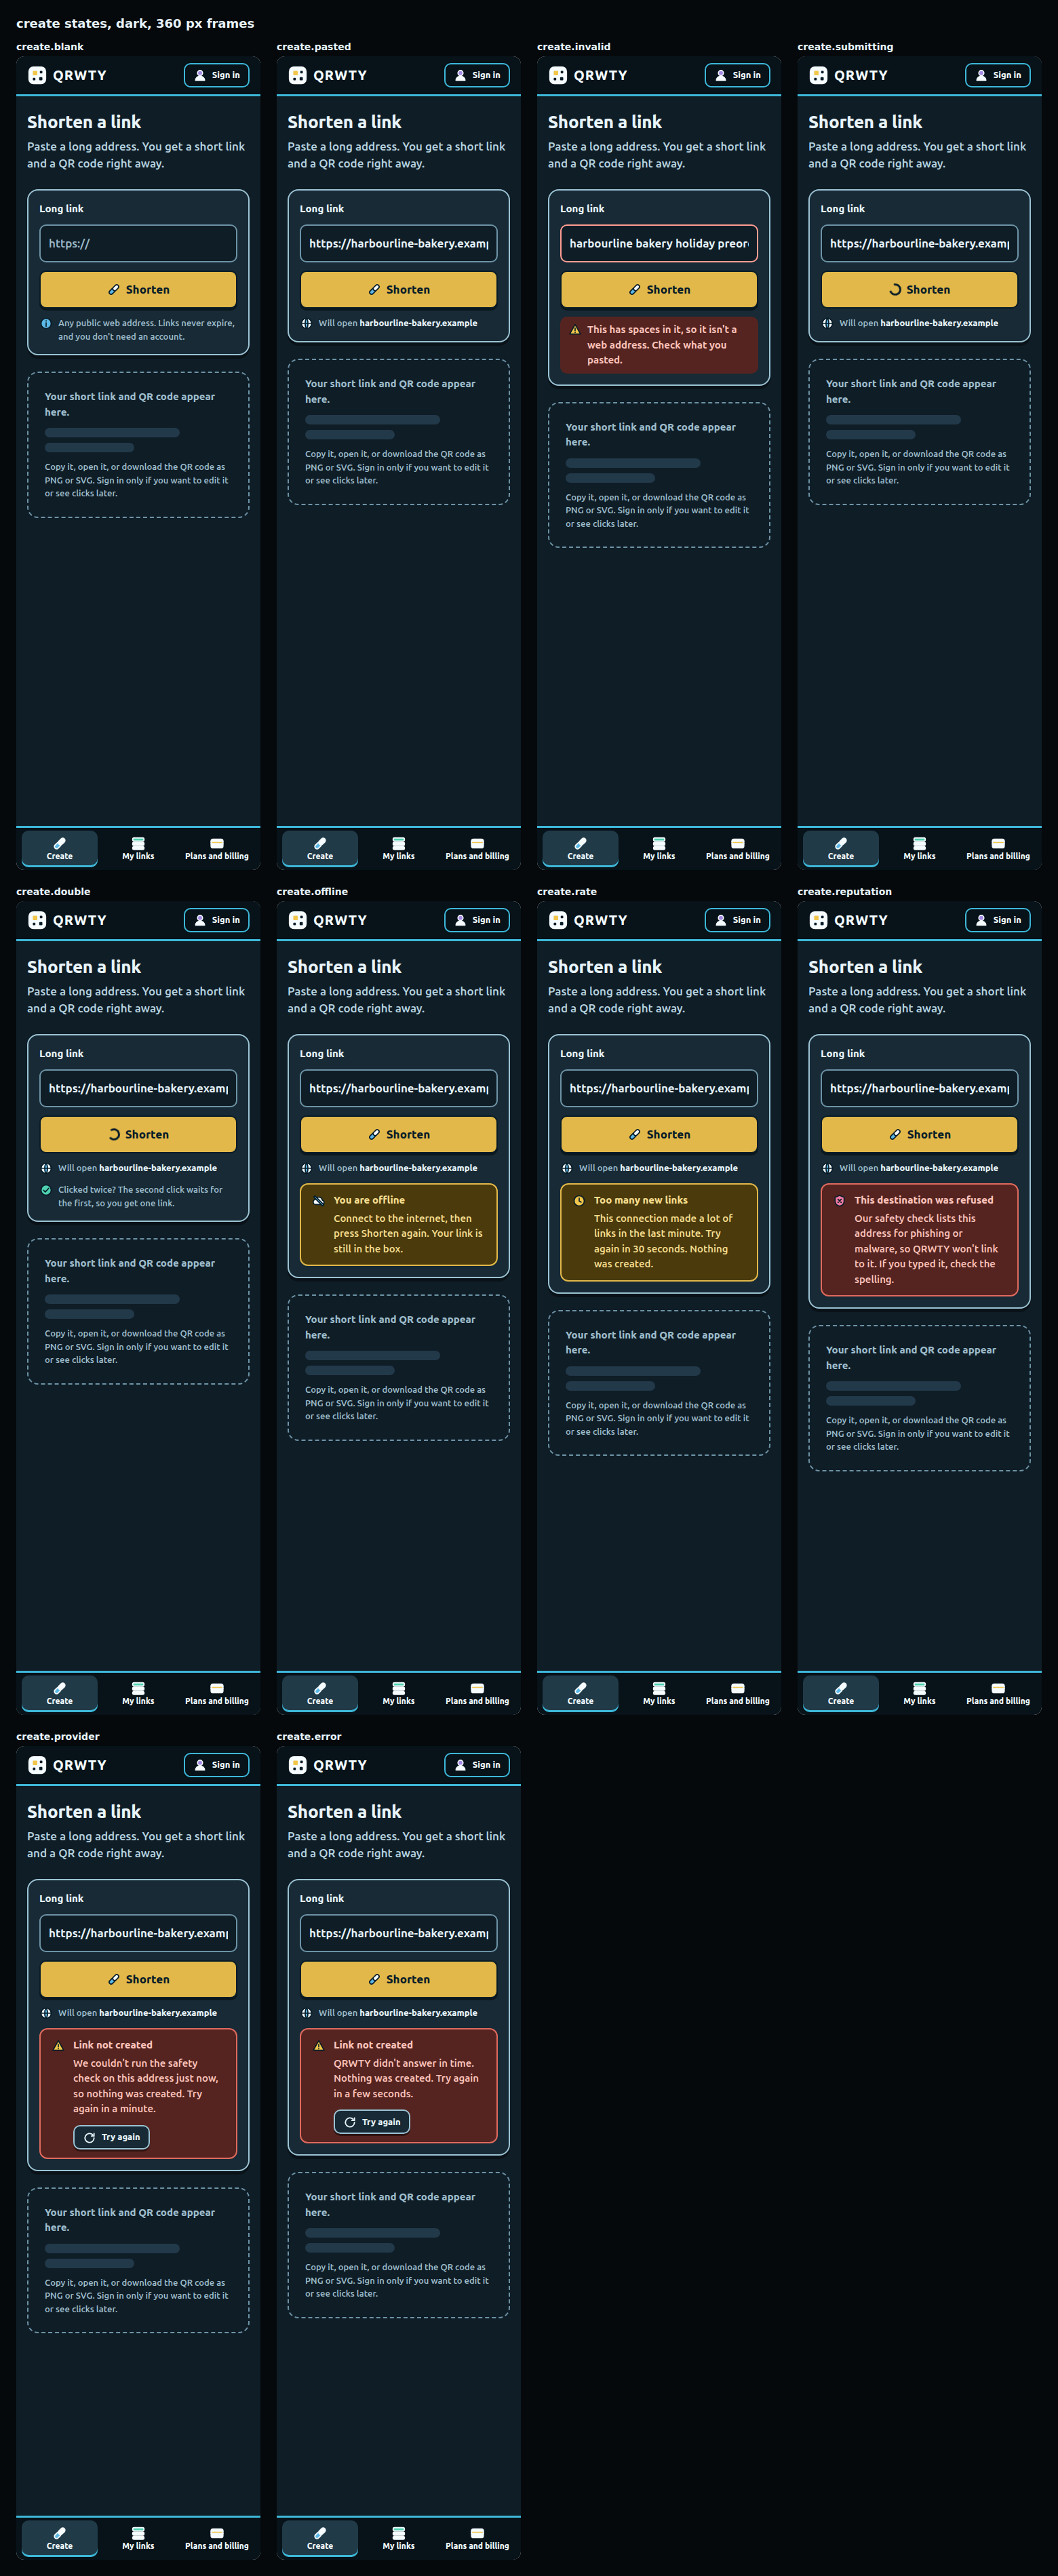 create states, dark, 360 px frames
create.blank
QRWTY
Sign in
Shorten a link
Paste a long address. You get a short link
and a QR code right away.
Long link
https://
Shorten
Any public web address. Links never expire,
and you don't need an account.
Your short link and QR code appear
here.
Copy it, open it, or download the QR code as
PNG or SVG. Sign in only if you want to edit it
or see clicks later.
Create
My links
Plans and billing
create.pasted
QRWTY
Sign in
Shorten a link
Paste a long address. You get a short link
and a QR code right away.
Long link
https://harbourline-bakery.examp
Shorten
Will open harbourline-bakery.example
Your short link and QR code appear
here.
Copy it, open it, or download the QR code as
PNG or SVG. Sign in only if you want to edit it
or see clicks later.
Create
My links
Plans and billing
create.invalid
QRWTY
Sign in
Shorten a link
Paste a long address. You get a short link
and a QR code right away.
Long link
harbourline bakery holiday preor
Shorten
This has spaces in it, so it isn't a
web address. Check what you
pasted.
Your short link and QR code appear
here.
Copy it, open it, or download the QR code as
PNG or SVG. Sign in only if you want to edit it
or see clicks later.
Create
My links
Plans and billing
create.submitting
QRWTY
Sign in
Shorten a link
Paste a long address. You get a short link
and a QR code right away.
Long link
https://harbourline-bakery.examp
Shorten
Will open harbourline-bakery.example
Your short link and QR code appear
here.
Copy it, open it, or download the QR code as
PNG or SVG. Sign in only if you want to edit it
or see clicks later.
Create
My links
Plans and billing
create.double
QRWTY
Sign in
Shorten a link
Paste a long address. You get a short link
and a QR code right away.
Long link
https://harbourline-bakery.examp
Shorten
Will open harbourline-bakery.example
Clicked twice? The second click waits for
the first, so you get one link.
Your short link and QR code appear
here.
Copy it, open it, or download the QR code as
PNG or SVG. Sign in only if you want to edit it
or see clicks later.
Create
My links
Plans and billing
create.offline
QRWTY
Sign in
Shorten a link
Paste a long address. You get a short link
and a QR code right away.
Long link
https://harbourline-bakery.examp
Shorten
Will open harbourline-bakery.example
You are offline
Connect to the internet, then
press Shorten again. Your link is
still in the box.
Your short link and QR code appear
here.
Copy it, open it, or download the QR code as
PNG or SVG. Sign in only if you want to edit it
or see clicks later.
Create
My links
Plans and billing
create.rate
QRWTY
Sign in
Shorten a link
Paste a long address. You get a short link
and a QR code right away.
Long link
https://harbourline-bakery.examp
Shorten
Will open harbourline-bakery.example
Too many new links
This connection made a lot of
links in the last minute. Try
again in 30 seconds. Nothing
was created.
Your short link and QR code appear
here.
Copy it, open it, or download the QR code as
PNG or SVG. Sign in only if you want to edit it
or see clicks later.
Create
My links
Plans and billing
create.reputation
QRWTY
Sign in
Shorten a link
Paste a long address. You get a short link
and a QR code right away.
Long link
https://harbourline-bakery.examp
Shorten
Will open harbourline-bakery.example
This destination was refused
Our safety check lists this
address for phishing or
malware, so QRWTY won't link
to it. If you typed it, check the
spelling.
Your short link and QR code appear
here.
Copy it, open it, or download the QR code as
PNG or SVG. Sign in only if you want to edit it
or see clicks later.
Create
My links
Plans and billing
create.provider
QRWTY
Sign in
Shorten a link
Paste a long address. You get a short link
and a QR code right away.
Long link
https://harbourline-bakery.examp
Shorten
Will open harbourline-bakery.example
Link not created
We couldn't run the safety
check on this address just now,
so nothing was created. Try
again in a minute.
Try again
Your short link and QR code appear
here.
Copy it, open it, or download the QR code as
PNG or SVG. Sign in only if you want to edit it
or see clicks later.
Create
My links
Plans and billing
create.error
QRWTY
Sign in
Shorten a link
Paste a long address. You get a short link
and a QR code right away.
Long link
https://harbourline-bakery.examp
Shorten
Will open harbourline-bakery.example
Link not created
QRWTY didn't answer in time.
Nothing was created. Try again
in a few seconds.
Try again
Your short link and QR code appear
here.
Copy it, open it, or download the QR code as
PNG or SVG. Sign in only if you want to edit it
or see clicks later.
Create
My links
Plans and billing